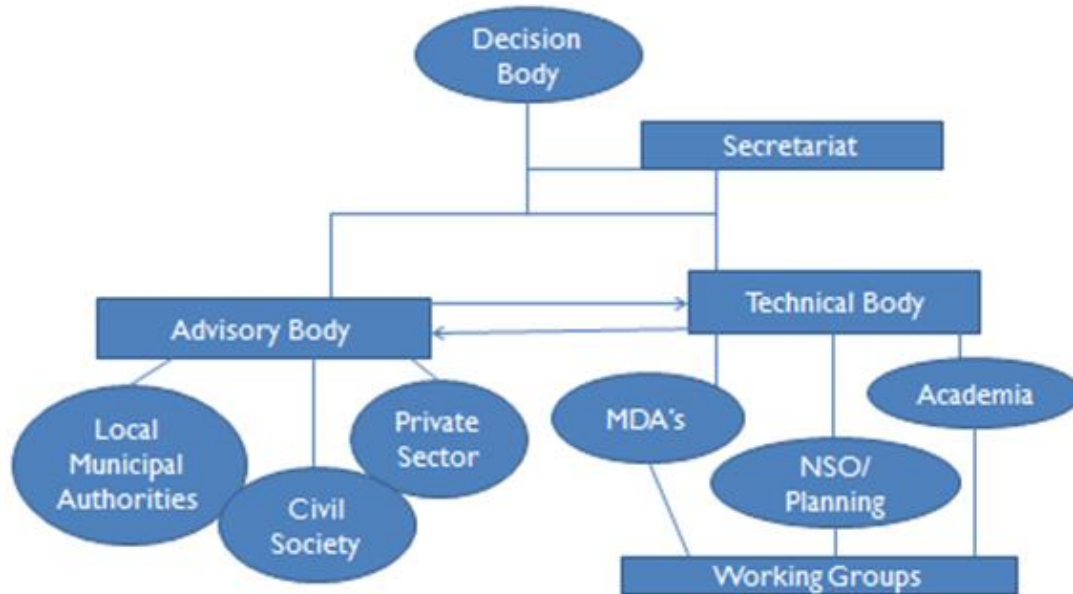 Decision
Body
Secretariat
Advisory Body
Technical Body
Local
Municipal
Authorities
Civil
Society
Private
Sector
MDA's
NSO/
Planning
Academia
Working Groups